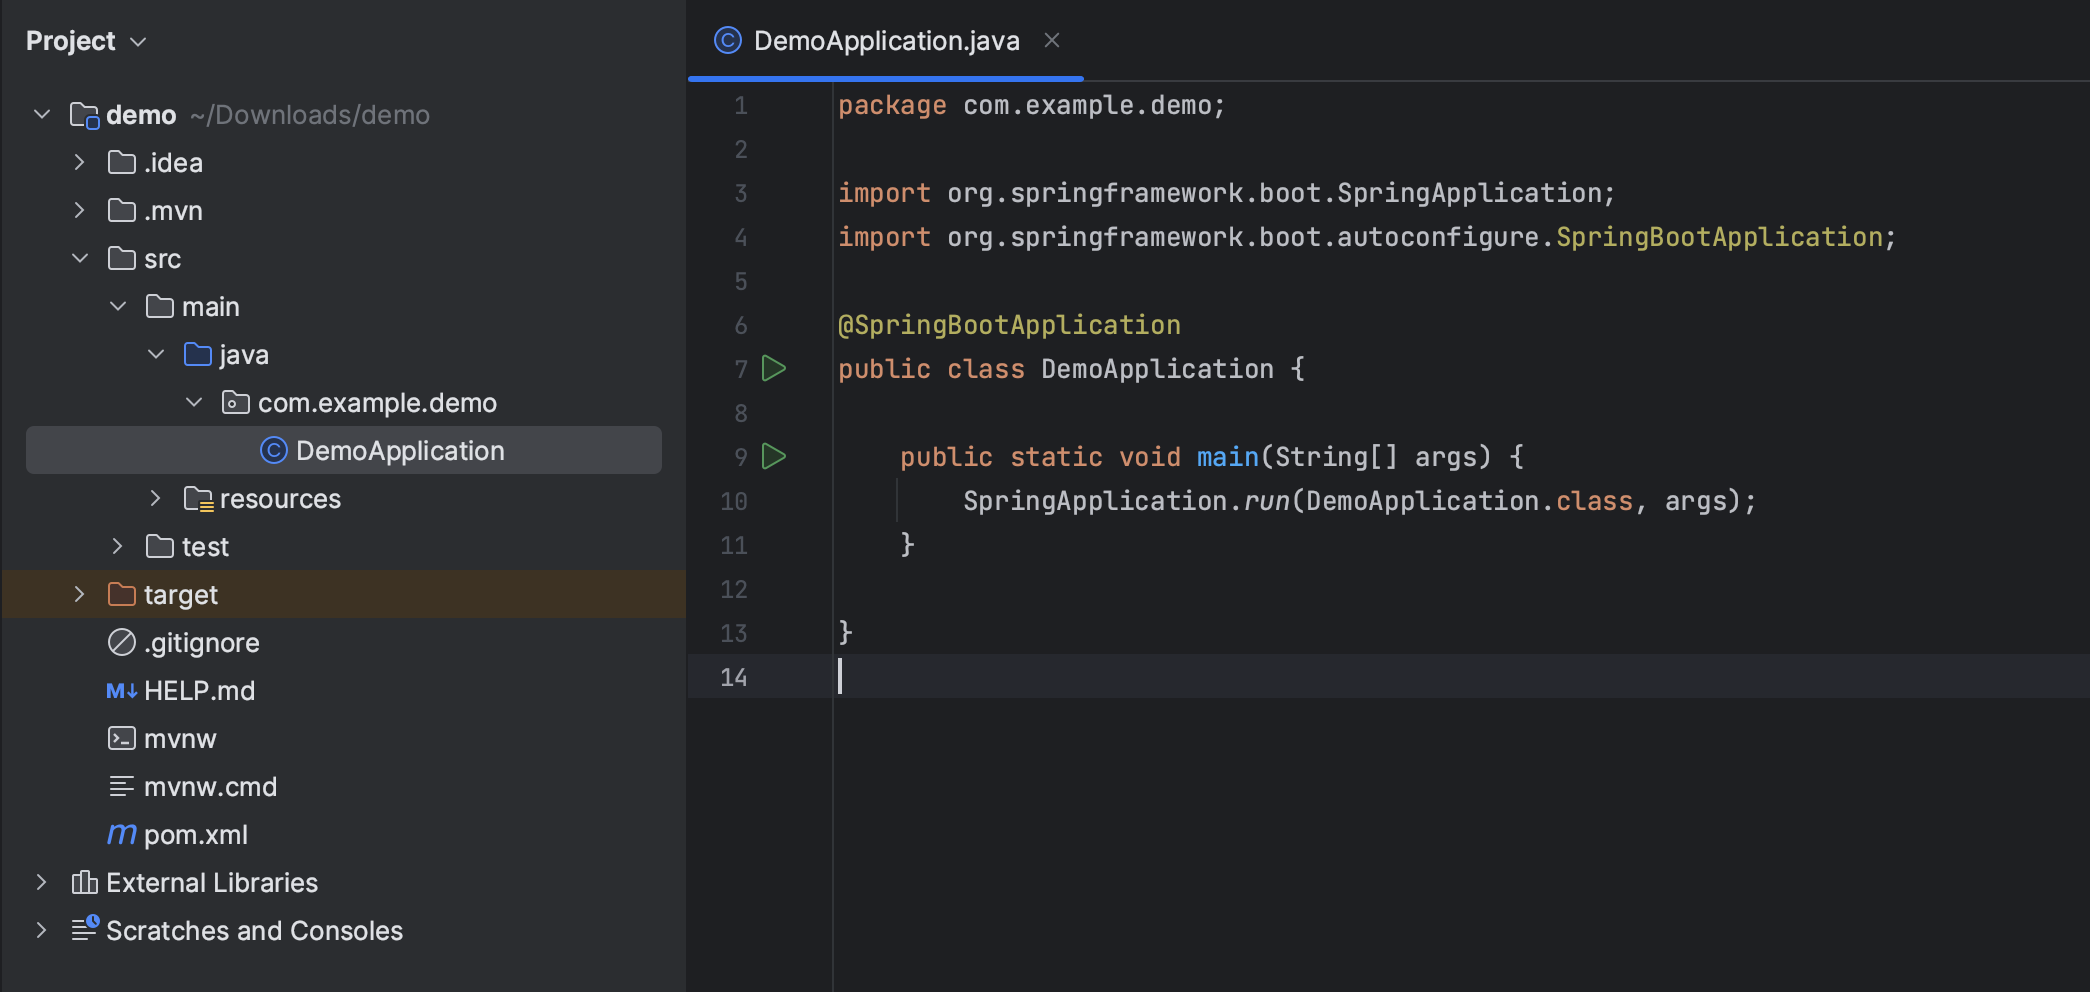 Project
demo ~/Downloads/demo
.idea
.mvn
src
main
java
com.example.demo
DemoApplication
resources
test
target
.gitignore
M↓ HELP.md
mvnw
mvnw.cmd
m pom.xml
External Libraries
Scratches and Consoles
C DemoApplication.java
1 package com.example.demo;
2
3 import org.springframework.boot.SpringApplication;
4 import org.springframework.boot.autoconfigure.SpringBootApplication;
5
6 @SpringBootApplication
7 public class DemoApplication {
8
9     public static void main(String[] args) {
10         SpringApplication.run(DemoApplication.class, args);
11     }
12
13 }
14